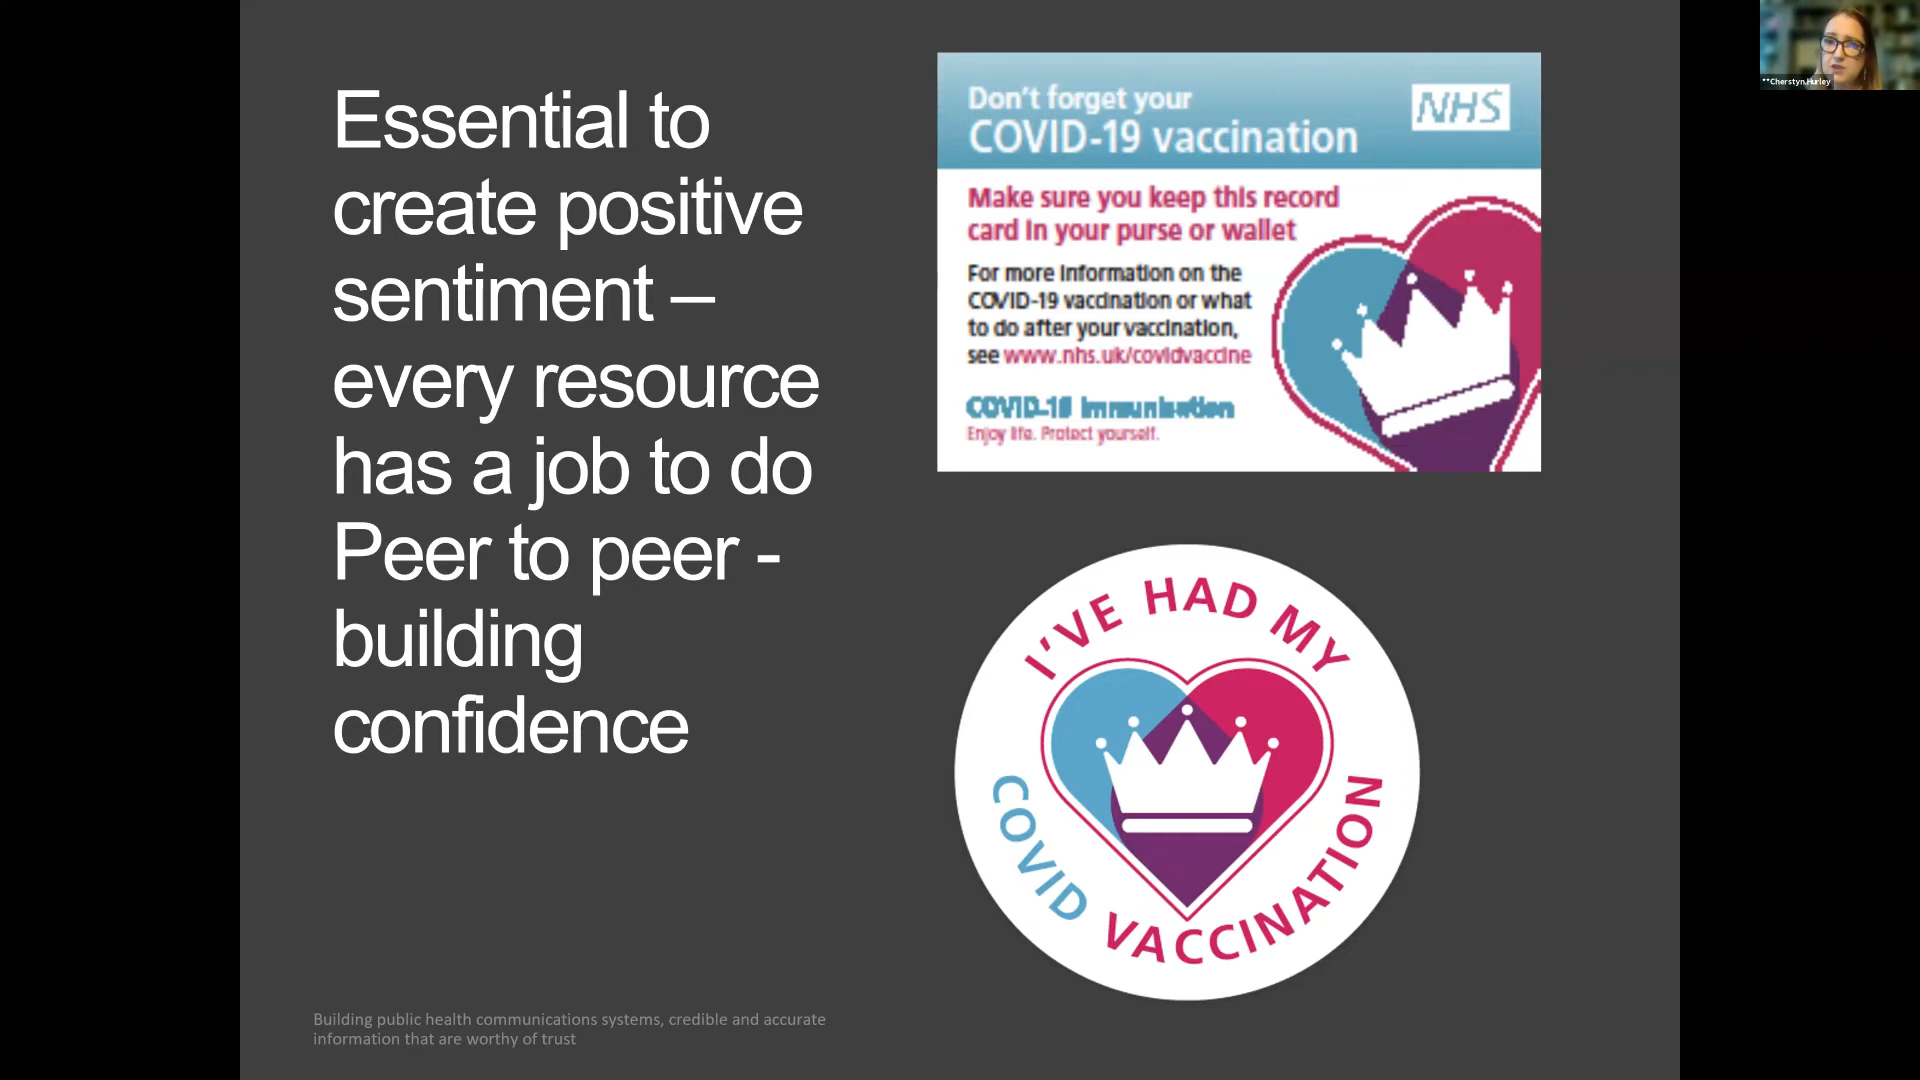 Essential to
create positive
sentiment –
every resource
has a job to do
Peer to peer -
building
confidence
Don't forget your
COVID-19 vaccination
NHS
Make sure you keep this record
card in your purse or wallet
For more information on the
COVID-19 vaccination or what
to do after your vaccination,
see www.nhs.uk/covidvaccine
COVID-19 immunisation
Enjoy life. Protect yourself.
I'VE HAD MY
COVID VACCINATION
Building public health communications systems, credible and accurate
information that are worthy of trust
**Cherstyn.Hurley